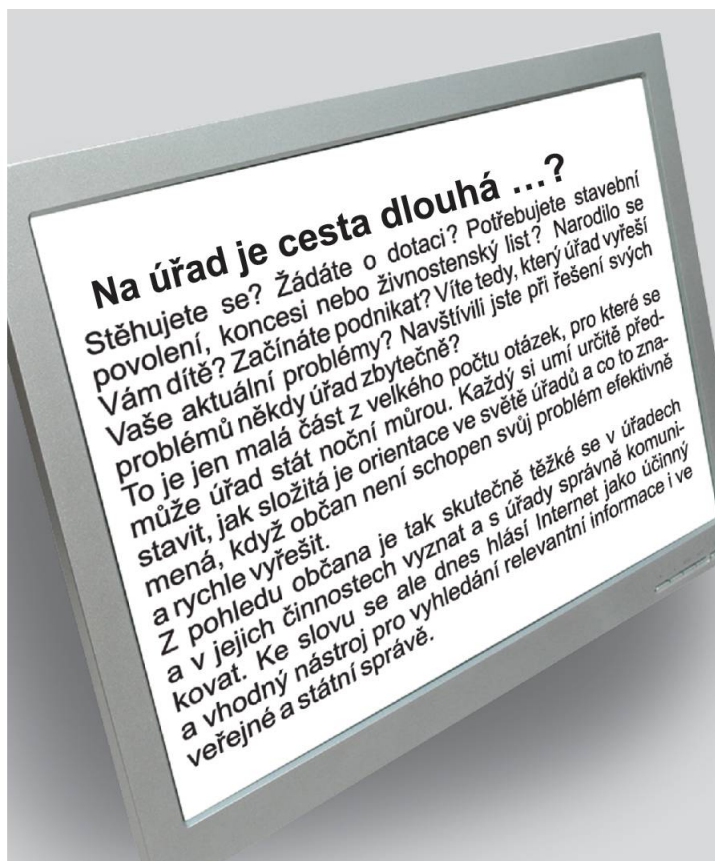 Na úřad je cesta dlouhá ...?
Stěhujete se? Žádáte o dotaci? Potřebujete stavební
povolení, koncesi nebo živnostenský list? Narodilo se
Vám dítě? Začínáte podnikat? Víte tedy, který úřad vyřeší
Vaše aktuální problémy? Navštívili jste při řešení svých
problémů někdy úřad zbytečně?
To je jen malá část z velkého počtu otázek, pro které se
může úřad stát noční můrou. Každý si umí určitě před-
stavit, jak složitá je orientace ve světě úřadů a co to zna-
mená, když občan není schopen svůj problém efektivně
a rychle vyřešit.
Z pohledu občana je tak skutečně těžké se v úřadech
a v jejich činnostech vyznat a s úřady správně komuni-
kovat. Ke slovu se ale dnes hlásí Internet jako účinný
a vhodný nástroj pro vyhledání relevantní informace i ve
veřejné a státní správě.